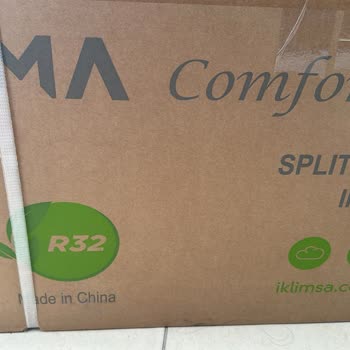 MA Comfo
SPLIT
I
R32
iklimsa.co
Made in China